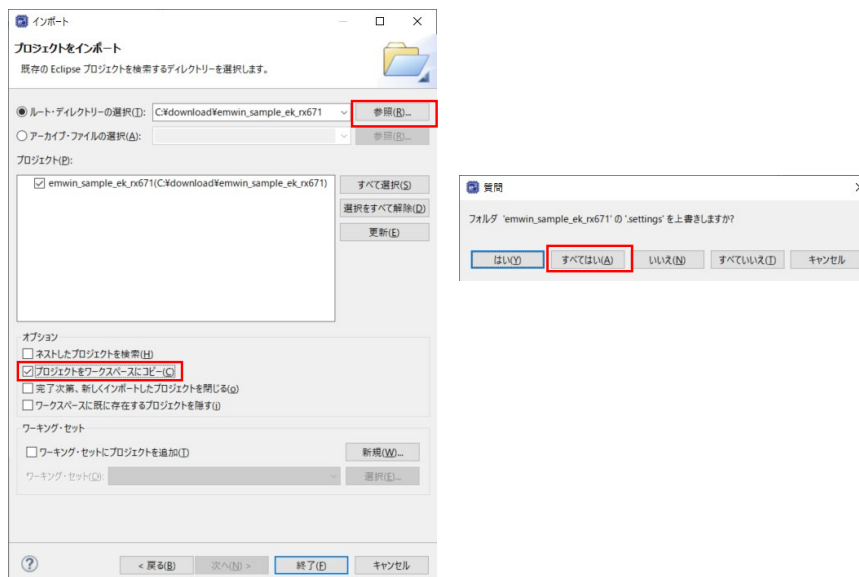 インポート
プロジェクトをインポート
既存の Eclipse プロジェクトを検索するディレクトリーを選択します。
ルート・ディレクトリーの選択(T): C:¥download¥emwin_sample_ek_rx671 参照(R)...
アーカイブ・ファイルの選択(A): 参照(R)...
プロジェクト(P):
emwin_sample_ek_rx671(C:¥download¥emwin_sample_ek_rx671) すべて選択(S)
選択をすべて解除(D)
更新(E)
オプション
ネストしたプロジェクトを検索(H)
プロジェクトをワークスペースにコピー(C)
完了次第、新しくインポートしたプロジェクトを閉じる(o)
ワークスペースに既に存在するプロジェクトを隠す(i)
ワーキング・セット
ワーキング・セットにプロジェクトを追加(T) 新規(W)...
ワーキング・セット(O): 選択(E)...
< 戻る(B) 次へ(N) > 終了(F) キャンセル
質問
フォルダ 'emwin_sample_ek_rx671' の '.settings' を上書きしますか?
はい(Y) すべてはい(A) いいえ(N) すべていいえ(T) キャンセル